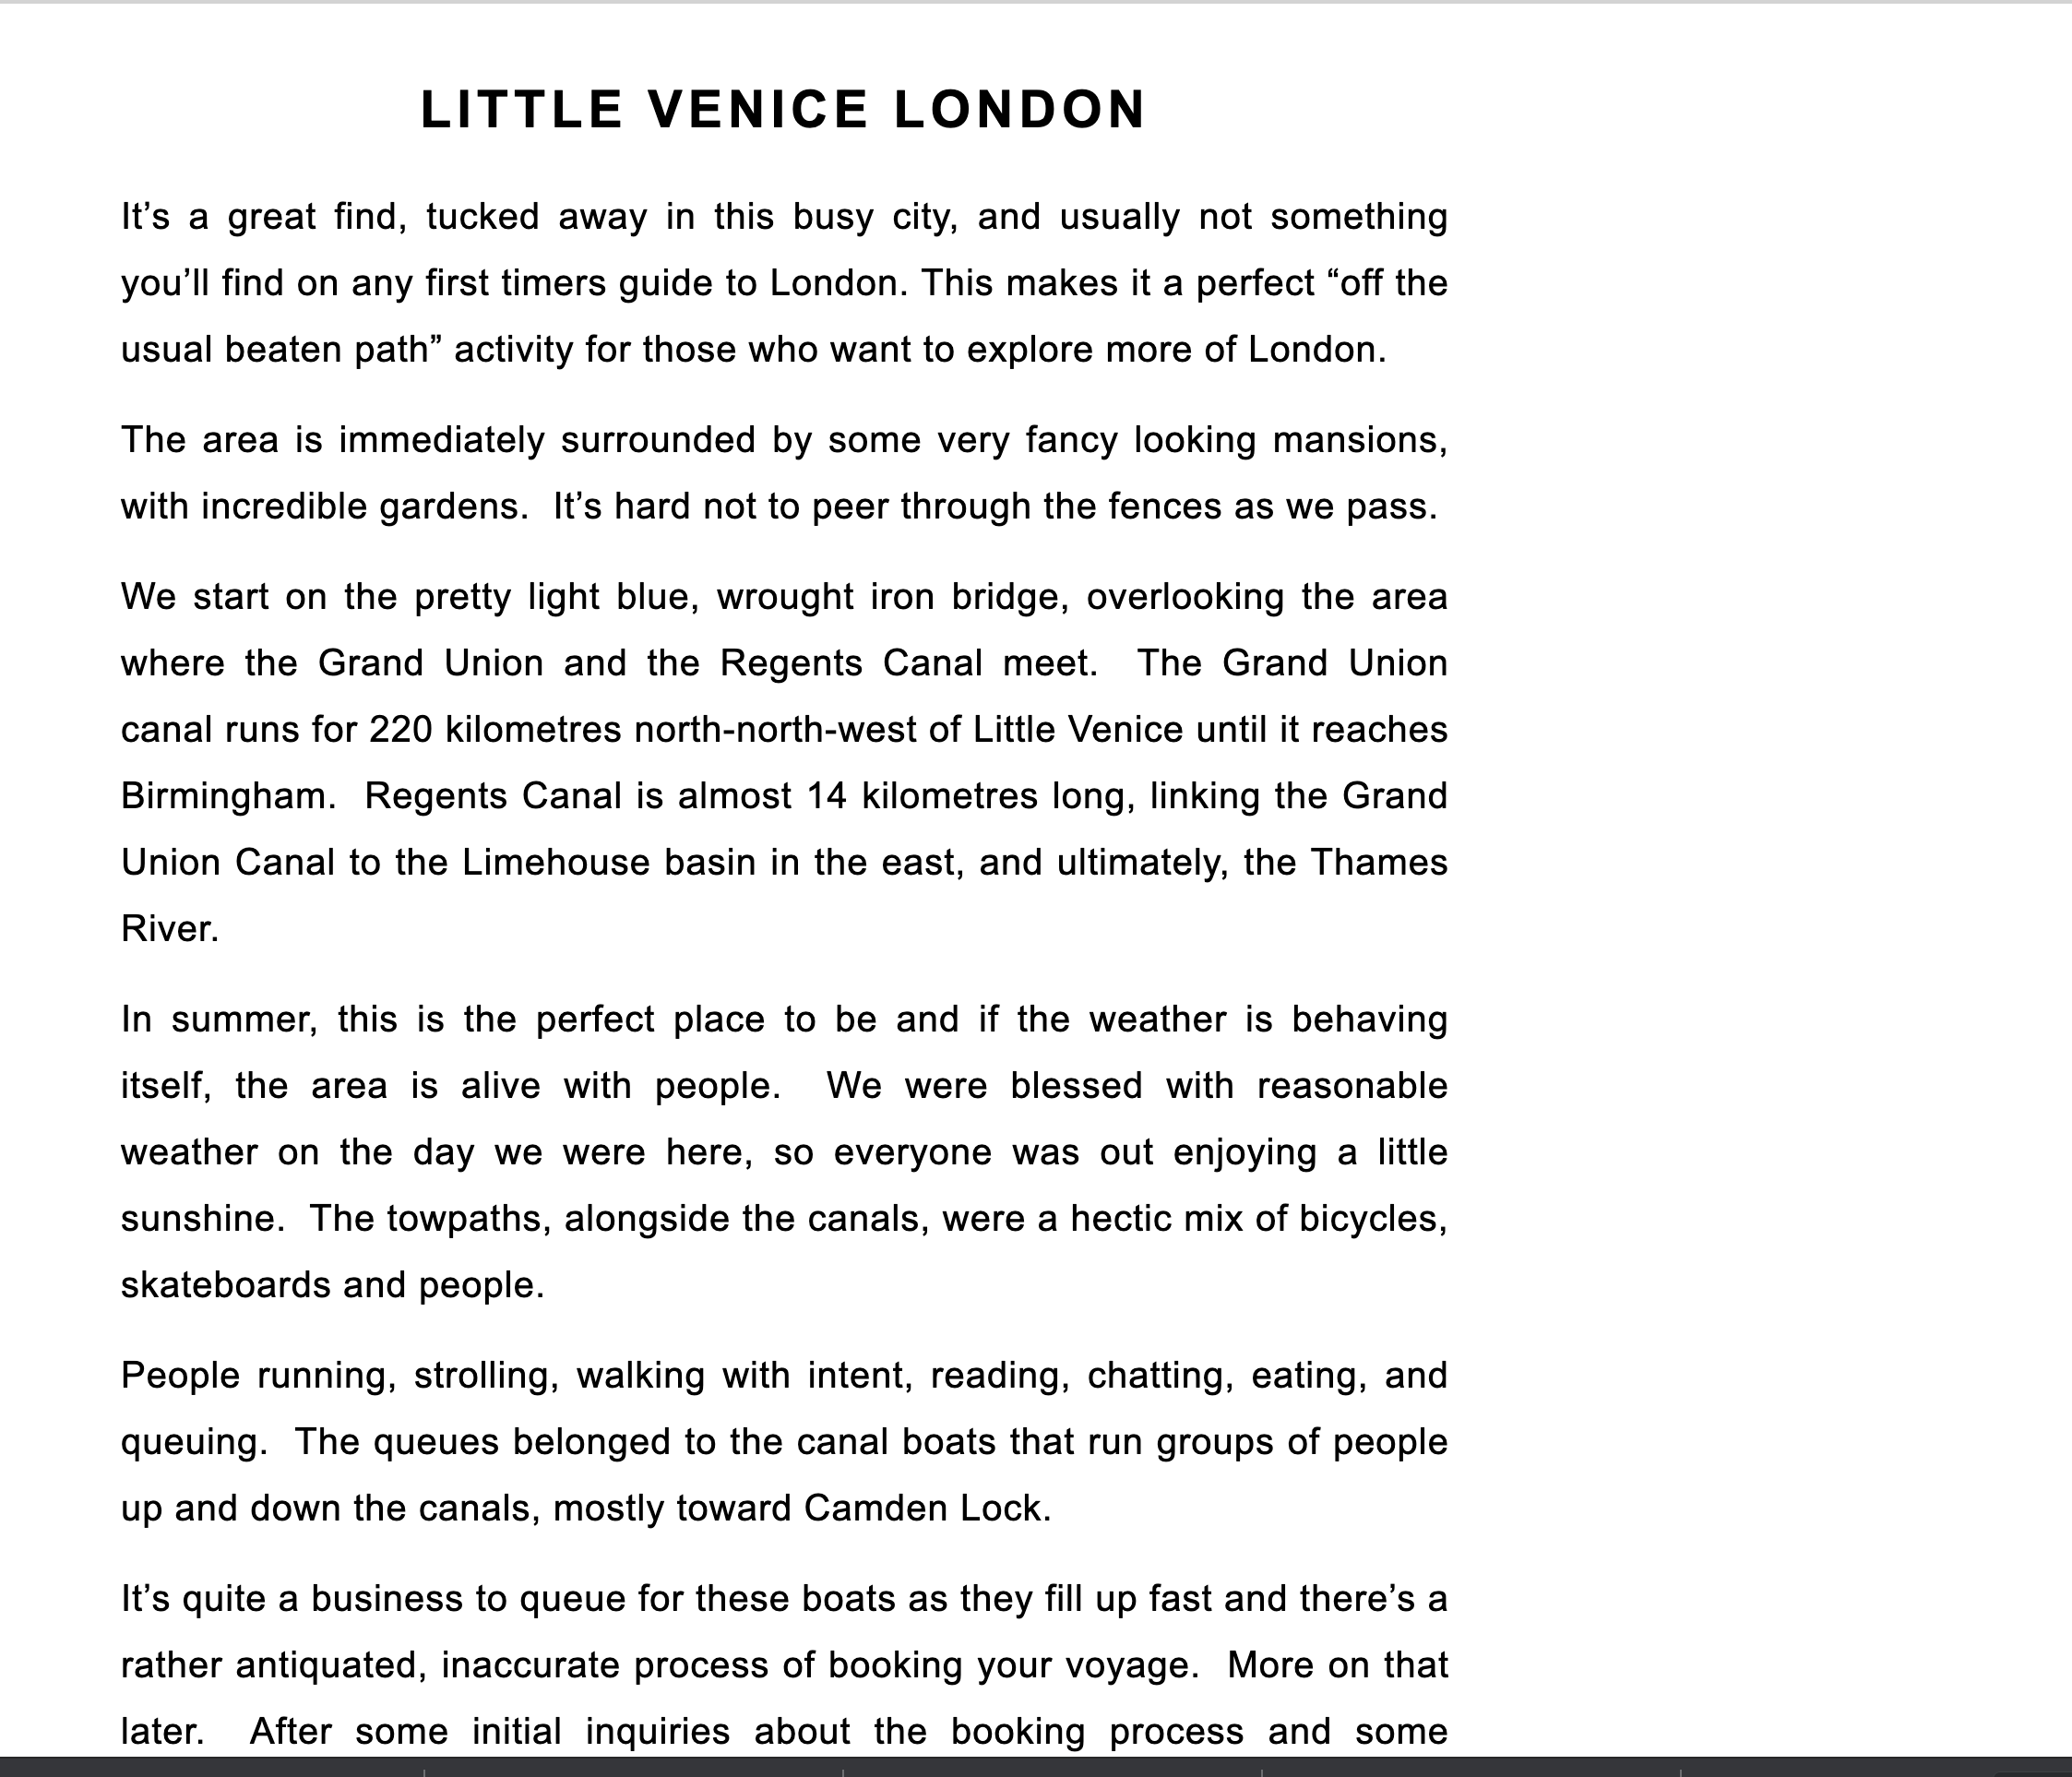 LITTLE VENICE LONDON
It’s a great find, tucked away in this busy city, and usually not something
you’ll find on any first timers guide to London. This makes it a perfect “off the
usual beaten path” activity for those who want to explore more of London.
The area is immediately surrounded by some very fancy looking mansions,
with incredible gardens.  It’s hard not to peer through the fences as we pass.
We start on the pretty light blue, wrought iron bridge, overlooking the area
where the Grand Union and the Regents Canal meet.  The Grand Union
canal runs for 220 kilometres north-north-west of Little Venice until it reaches
Birmingham.  Regents Canal is almost 14 kilometres long, linking the Grand
Union Canal to the Limehouse basin in the east, and ultimately, the Thames
River.
In summer, this is the perfect place to be and if the weather is behaving
itself, the area is alive with people.  We were blessed with reasonable
weather on the day we were here, so everyone was out enjoying a little
sunshine.  The towpaths, alongside the canals, were a hectic mix of bicycles,
skateboards and people.
People running, strolling, walking with intent, reading, chatting, eating, and
queuing.  The queues belonged to the canal boats that run groups of people
up and down the canals, mostly toward Camden Lock.
It’s quite a business to queue for these boats as they fill up fast and there’s a
rather antiquated, inaccurate process of booking your voyage.  More on that
later.  After some initial inquiries about the booking process and some